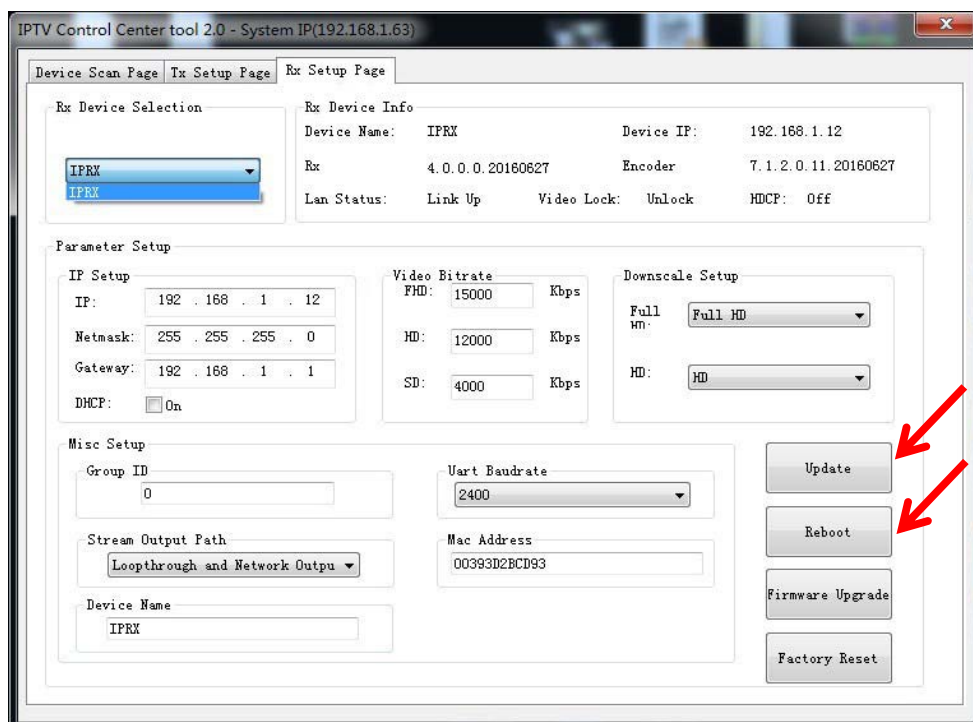 IPTV Control Center tool 2.0 - System IP(192.168.1.63)
Device Scan Page Tx Setup Page Rx Setup Page
Rx Device Selection
IPRX
IPRX
Rx Device Info
Device Name: IPRX Device IP: 192.168.1.12
Rx 4.0.0.0.20160627 Encoder 7.1.2.0.11.20160627
Lan Status: Link Up Video Lock: Unlock HDCP: Off
Parameter Setup
IP Setup
IP: 192 . 168 . 1 . 12
Netmask: 255 . 255 . 255 . 0
Gateway: 192 . 168 . 1 . 1
DHCP: On
Video Bitrate
FHD: 15000 Kbps
HD: 12000 Kbps
SD: 4000 Kbps
Downscale Setup
Full HD: Full HD
HD: HD
Misc Setup
Group ID
0
Uart Baudrate
2400
Stream Output Path
Loopthrough and Network Outpu
Mac Address
00393D2BCD93
Device Name
IPRX
Update
Reboot
Firmware Upgrade
Factory Reset